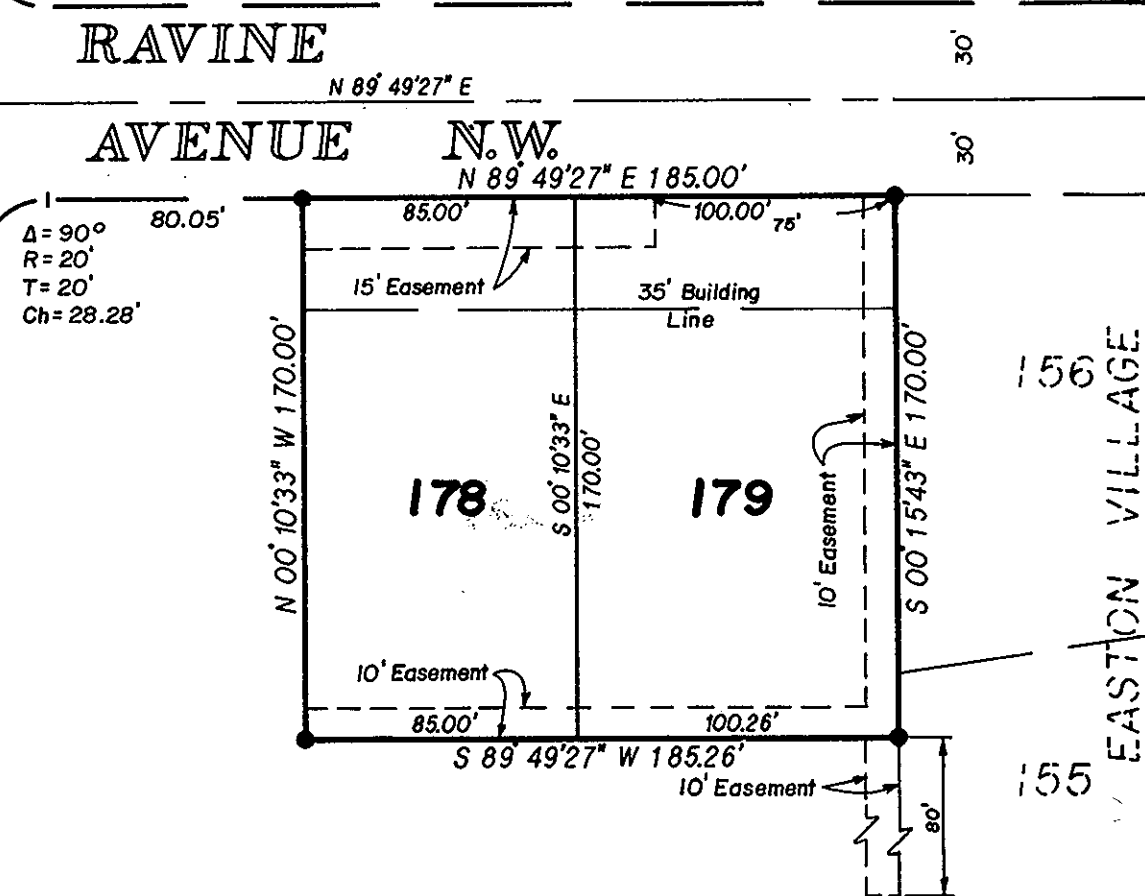 RAVINE
30'
N 89° 49'27" E
AVENUE N.W.
30'
N 89° 49'27" E 185.00'
80.05'
85.00'
100.00'
75'
Δ= 90°
R= 20'
T= 20'
Ch= 28.28'
15' Easement
35' Building
Line
N 00° 10'33" W 170.00'
S 00° 10'33" E
170.00'
178
179
10' Easement
S 00° 15'43" E 170.00'
156
EASTON VILLAGE
10' Easement
85.00'
100.26'
S 89° 49'27" W 185.26'
10' Easement
80'
155